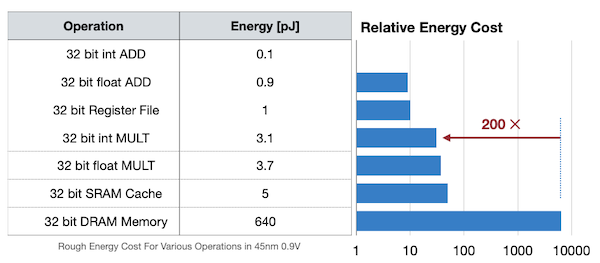 Operation Energy [pJ] Relative Energy Cost
32 bit int ADD 0.1
32 bit float ADD 0.9
32 bit Register File 1
32 bit int MULT 3.1
200 ×
32 bit float MULT 3.7
32 bit SRAM Cache 5
32 bit DRAM Memory 640
Rough Energy Cost For Various Operations in 45nm 0.9V
1 10 100 1000 10000